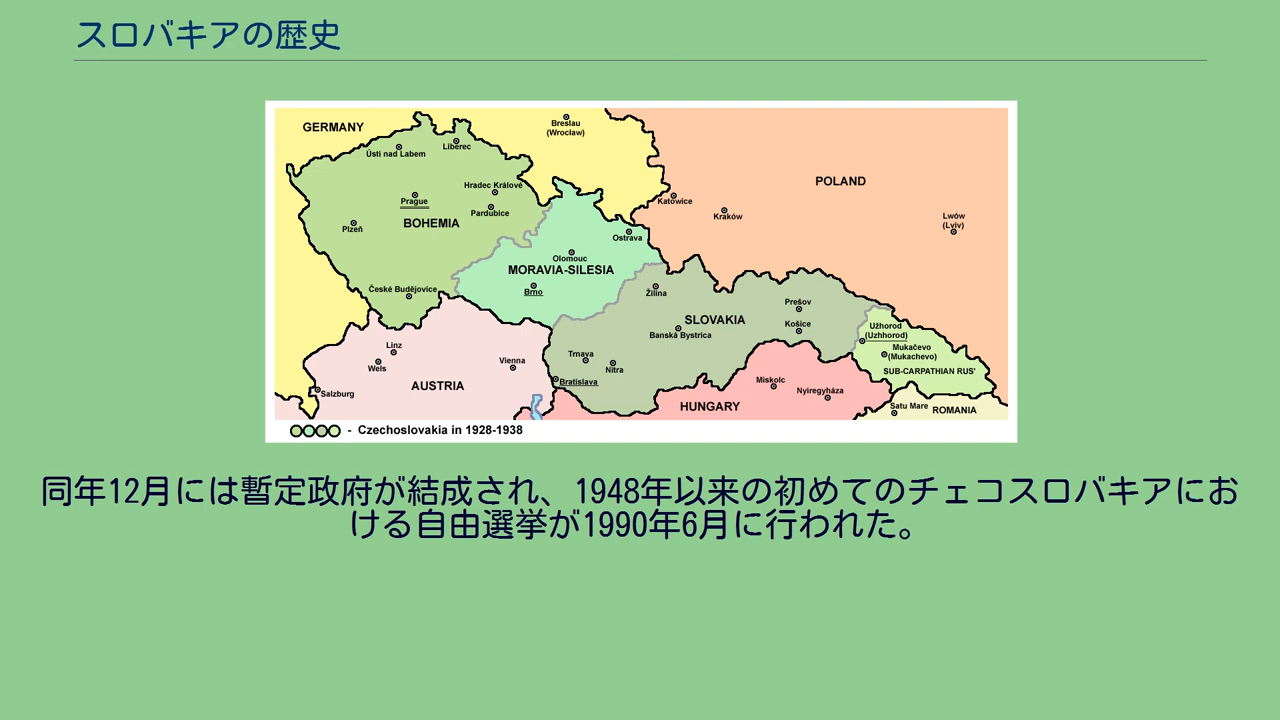 スロバキアの歴史
GERMANY
Breslau
(Wrocław)
Ústi nad Labem
Liberec
POLAND
Hradec Králové
Prague
Katowice
Pardubice
Kraków
Lwów
(Lviv)
Plzeň
BOHEMIA
Ostrava
Olomouc
MORAVIA-SILESIA
České Budějovice
Brno
Žilina
Prešov
SLOVAKIA
Košice
Banská Bystrica
Užhorod
(Uzhhorod)
Linz
Mukačevo
(Mukachevo)
Wels
Vienna
Trnava
Nitra
SUB-CARPATHIAN RUS'
AUSTRIA
Bratislava
Miskolc
Salzburg
Nyiregyháza
HUNGARY
Satu Mare
ROMANIA
- Czechoslovakia in 1928-1938
同年12月には暫定政府が結成され、1948年以来の初めてのチェコスロバキアにお
ける自由選挙が1990年6月に行われた。